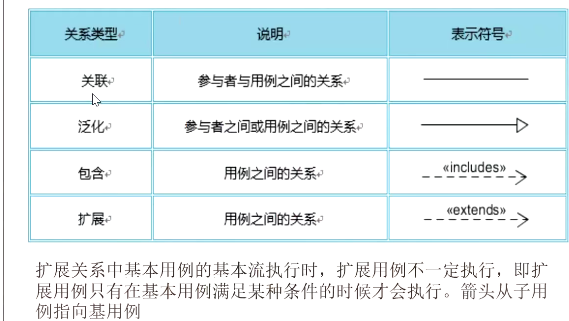 关系类型 说明 表示符号
关联 参与者与用例之间的关系
泛化 参与者之间或用例之间的关系
包含 用例之间的关系 «includes»
扩展 用例之间的关系 «extends»
扩展关系中基本用例的基本流执行时，扩展用例不一定执行，即扩
展用例只有在基本用例满足某种条件的时候才会执行。箭头从子用
例指向基用例